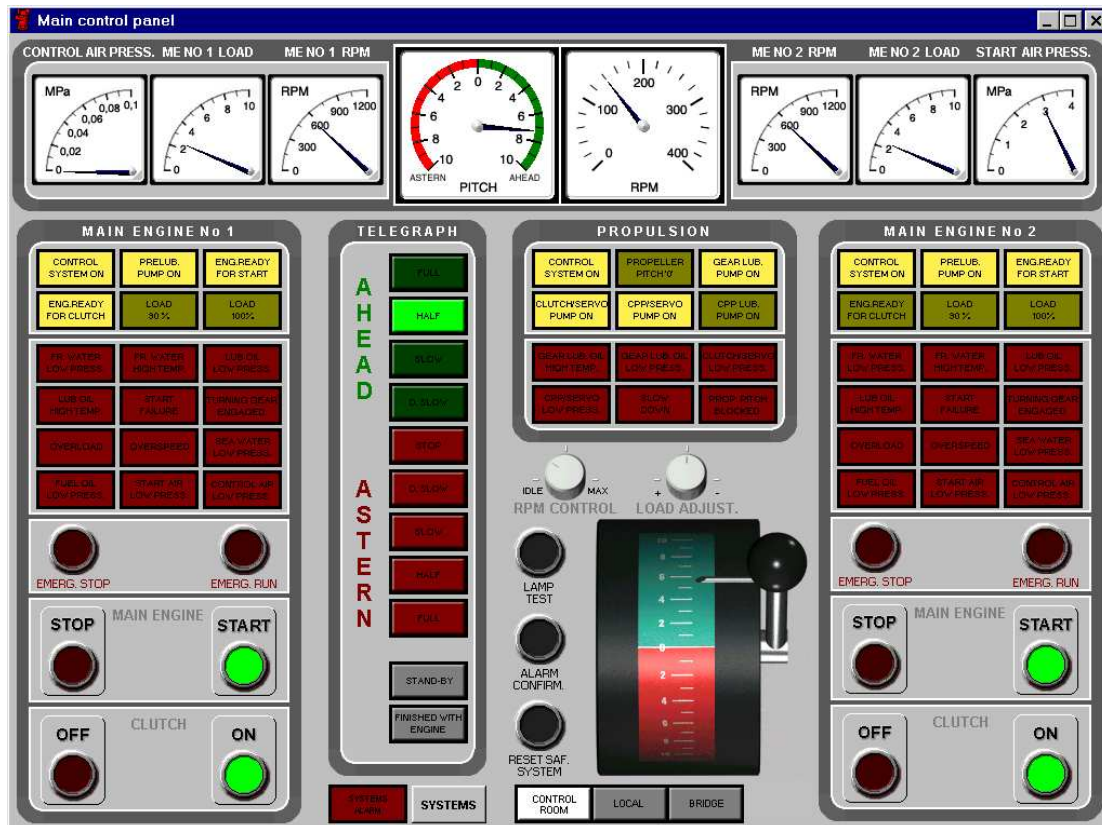 Main control panel
CONTROL AIR PRESS. ME NO 1 LOAD ME NO 1 RPM
ME NO 2 RPM ME NO 2 LOAD START AIR PRESS.
MPa
0
0,02
0,04
0,06
0,08
0,1
0
2
4
6
8
10
RPM
0
300
600
900
1200
10
8
6
4
2
0
2
4
6
8
10
ASTERN
PITCH
AHEAD
0
100
200
300
400
RPM
RPM
0
300
600
900
1200
0
2
4
6
8
10
MPa
0
1
2
3
4
MAIN ENGINE No 1
CONTROL
SYSTEM ON
PRELUB.
PUMP ON
ENG.READY
FOR START
ENG.READY
FOR CLUTCH
LOAD
90 %
LOAD
100%
FR. WATER
LOW PRESS.
FR. WATER
HIGH TEMP.
LUB OIL
LOW PRESS.
LUB OIL
HIGH TEMP.
START
FAILURE
TURNING GEAR
ENGAGED
OVERLOAD
OVERSPEED
SEA WATER
LOW PRESS.
FUEL OIL
LOW PRESS.
START AIR
LOW PRESS.
CONTROL AIR
LOW PRESS.
EMERG. STOP
EMERG. RUN
MAIN ENGINE
STOP
START
CLUTCH
OFF
ON
TELEGRAPH
AHEAD
FULL
HALF
SLOW
D. SLOW
STOP
ASTERN
D. SLOW
SLOW
HALF
FULL
STAND-BY
FINISHED WITH
ENGINE
SYSTEMS
ALARM
SYSTEMS
PROPULSION
CONTROL
SYSTEM ON
PROPELLER
PITCH '0'
GEAR LUB.
PUMP ON
CLUTCH/SERVO
PUMP ON
CPP/SERVO
PUMP ON
CPP LUB.
PUMP ON
GEAR LUB. OIL
HIGH TEMP.
GEAR LUB. OIL
LOW PRESS.
CLUTCH/SERVO
LOW PRESS.
CPP/SERVO
LOW PRESS.
SLOW
DOWN
PROP. PITCH
BLOCKED
IDLE
MAX
RPM CONTROL
+
-
LOAD ADJUST.
LAMP
TEST
ALARM
CONFIRM.
RESET SAF.
SYSTEM
10
8
6
4
2
0
2
4
6
8
10
CONTROL
ROOM
LOCAL
BRIDGE
MAIN ENGINE No 2
CONTROL
SYSTEM ON
PRELUB.
PUMP ON
ENG.READY
FOR START
ENG.READY
FOR CLUTCH
LOAD
90 %
LOAD
100%
FR. WATER
LOW PRESS.
FR. WATER
HIGH TEMP.
LUB OIL
LOW PRESS.
LUB OIL
HIGH TEMP.
START
FAILURE
TURNING GEAR
ENGAGED
OVERLOAD
OVERSPEED
SEA WATER
LOW PRESS.
FUEL OIL
LOW PRESS.
START AIR
LOW PRESS.
CONTROL AIR
LOW PRESS.
EMERG. STOP
EMERG. RUN
MAIN ENGINE
STOP
START
CLUTCH
OFF
ON